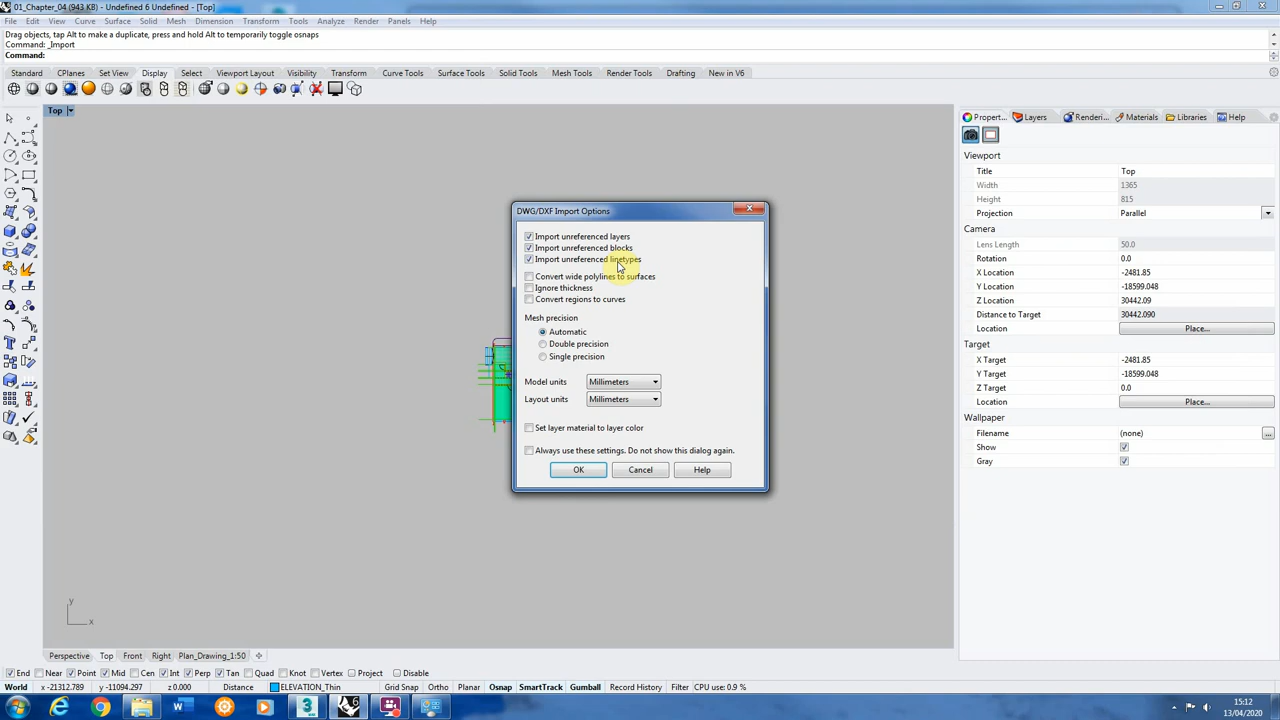 01_Chapter_04 (943 KB) - Undefined 6 Undefined - [Top]
File Edit View Curve Surface Solid Mesh Dimension Transform Tools Analyze Render Panels Help
Drag objects, tap Alt to make a duplicate, press and hold Alt to temporarily toggle osnaps
Command: _Import
Command:
Standard CPlanes Set View Display Select Viewport Layout Visibility Transform Curve Tools Surface Tools Solid Tools Mesh Tools Render Tools Drafting New in V6
Top
Propert... Layers Renderi... Materials Libraries Help
Viewport
Title Top
Width 1365
Height 815
Projection Parallel
Camera
Lens Length 50.0
Rotation 0.0
X Location -2481.85
Y Location -18599.048
Z Location 30442.09
Distance to Target 30442.090
Location Place...
Target
X Target -2481.85
Y Target -18599.048
Z Target 0.0
Location Place...
Wallpaper
Filename (none) ...
Show
Gray
DWG/DXF Import Options
Import unreferenced layers
Import unreferenced blocks
Import unreferenced linetypes
Convert wide polylines to surfaces
Ignore thickness
Convert regions to curves
Mesh precision
Automatic
Double precision
Single precision
Model units Millimeters
Layout units Millimeters
Set layer material to layer color
Always use these settings. Do not show this dialog again.
OK Cancel Help
y
x
Perspective Top Front Right Plan_Drawing_1:50
End Near Point Mid Cen Int Perp Tan Quad Knot Vertex Project Disable
World x -21312.789 y -11094.297 z 0.000 Distance ELEVATION_Thin Grid Snap Ortho Planar Osnap SmartTrack Gumball Record History Filter CPU use: 0.9 %
15:12
13/04/2020